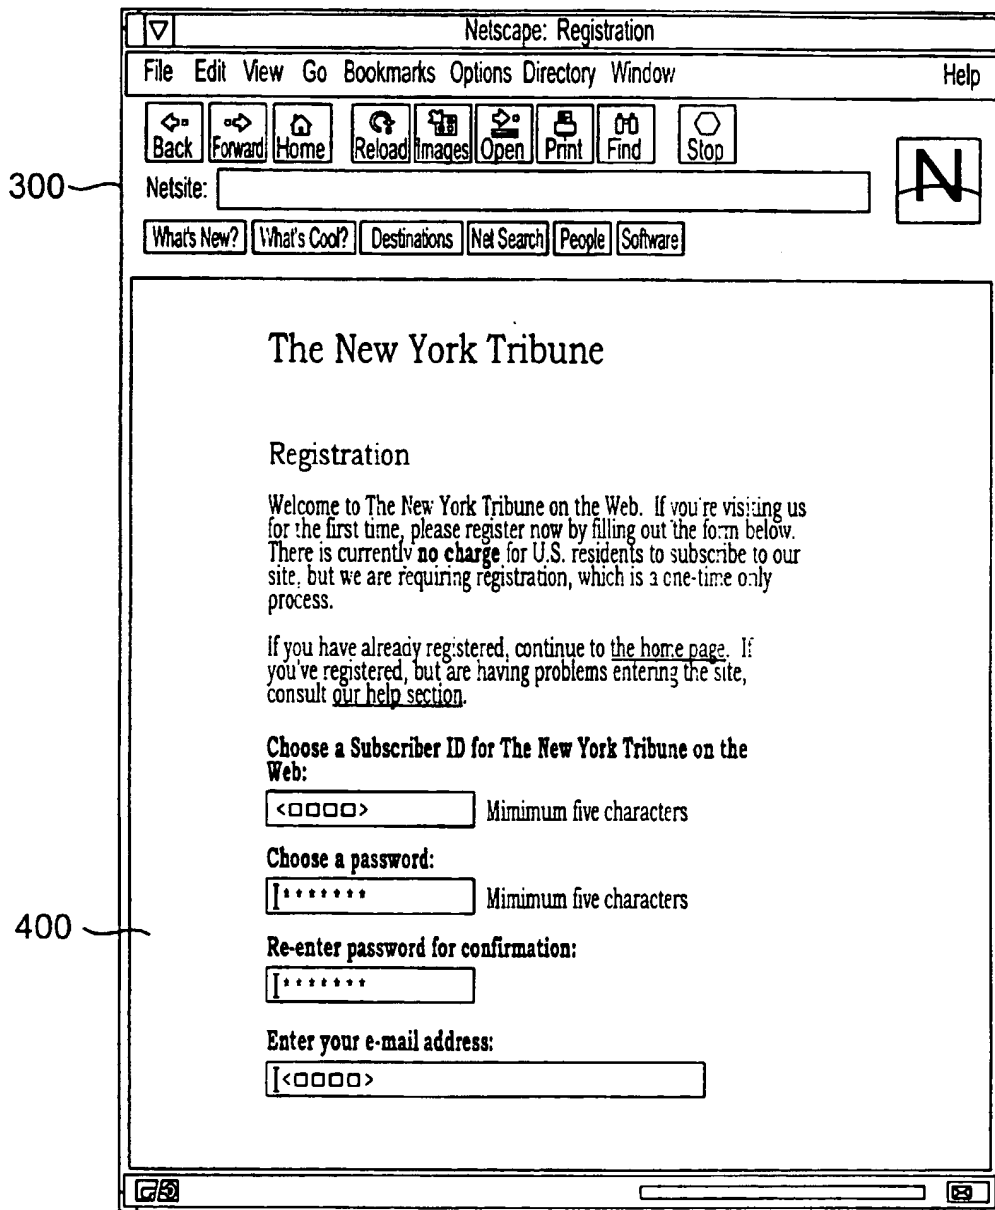 Netscape: Registration
File Edit View Go Bookmarks Options Directory Window Help
Back Forward Home Reload Images Open Print Find Stop
N
300
Netsite:
What's New? What's Cool? Destinations Net Search People Software
The New York Tribune
Registration
Welcome to The New York Tribune on the Web. If you're visiting us
for the first time, please register now by filling out the form below.
There is currently no charge for U.S. residents to subscribe to our
site, but we are requiring registration, which is a one-time only
process.
If you have already registered, continue to the home page. If
you've registered, but are having problems entering the site,
consult our help section.
Choose a Subscriber ID for The New York Tribune on the
Web:
<□□□□> Mimimum five characters
Choose a password:
******* Mimimum five characters
400
Re-enter password for confirmation:
*******
Enter your e-mail address:
<□□□□>